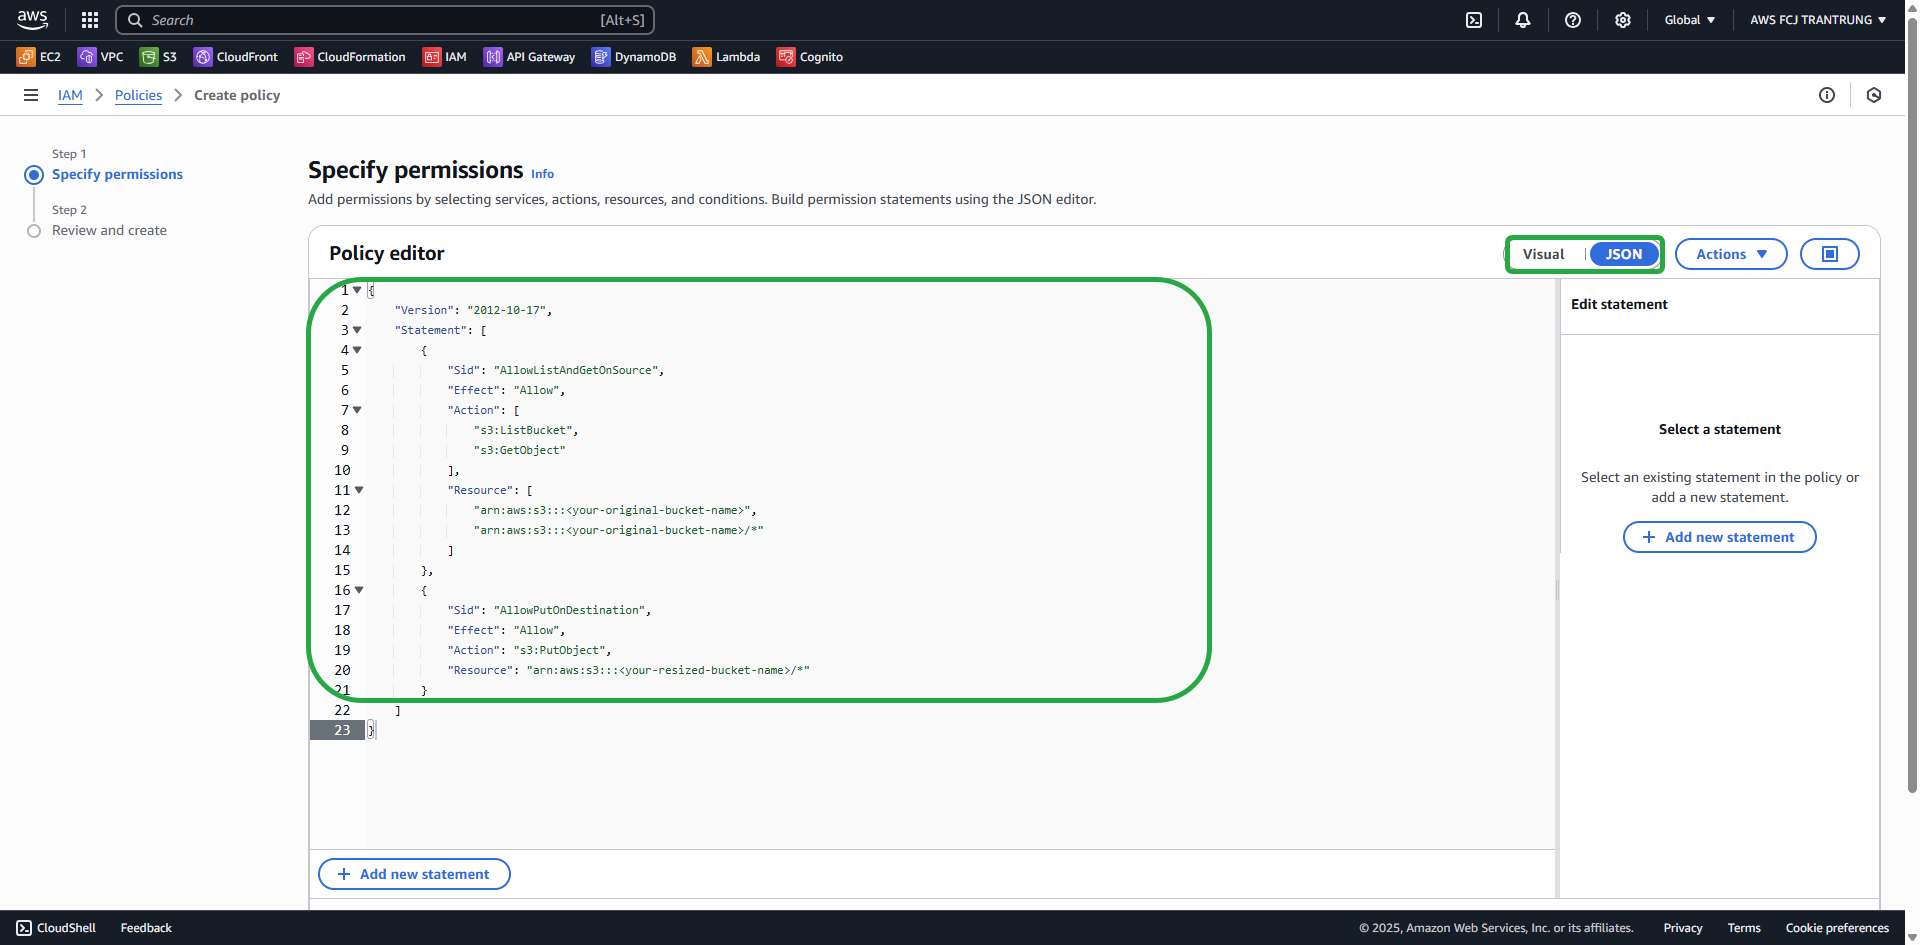 aws
Search [Alt+S]
Global
AWS FCJ TRANTRUNG
EC2 VPC S3 CloudFront CloudFormation IAM API Gateway DynamoDB Lambda Cognito
IAM Policies Create policy
Step 1
Specify permissions
Step 2
Review and create
Specify permissions Info
Add permissions by selecting services, actions, resources, and conditions. Build permission statements using the JSON editor.
Policy editor
Visual JSON Actions
1 {
2 "Version": "2012-10-17",
3 "Statement": [
4 {
5 "Sid": "AllowListAndGetOnSource",
6 "Effect": "Allow",
7 "Action": [
8 "s3:ListBucket",
9 "s3:GetObject"
10 ],
11 "Resource": [
12 "arn:aws:s3:::<your-original-bucket-name>",
13 "arn:aws:s3:::<your-original-bucket-name>/*"
14 ]
15 },
16 {
17 "Sid": "AllowPutOnDestination",
18 "Effect": "Allow",
19 "Action": "s3:PutObject",
20 "Resource": "arn:aws:s3:::<your-resized-bucket-name>/*"
21 }
22 ]
23 }
Edit statement
Select a statement
Select an existing statement in the policy or
add a new statement.
+ Add new statement
+ Add new statement
CloudShell Feedback
© 2025, Amazon Web Services, Inc. or its affiliates. Privacy Terms Cookie preferences